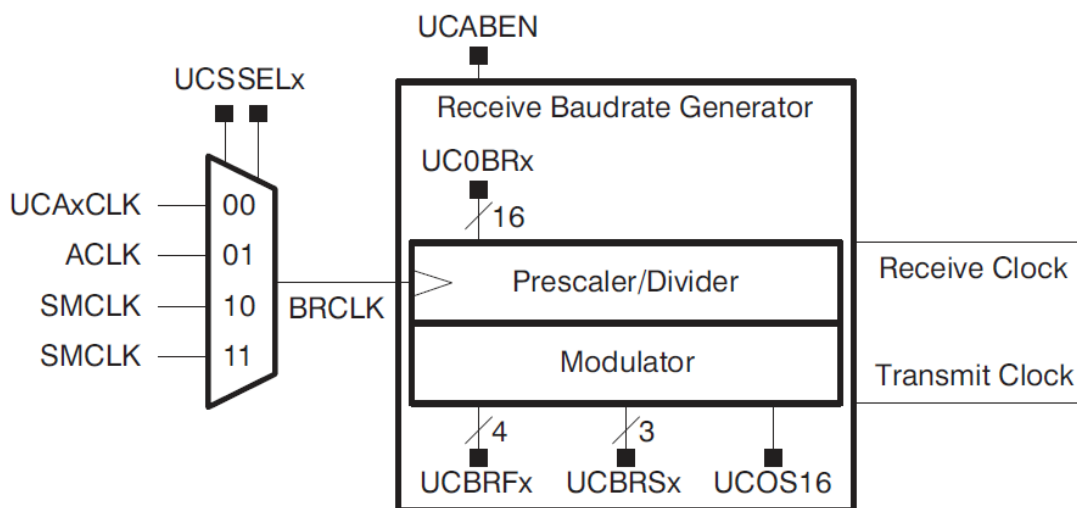 UCABEN
UCSSELx
Receive Baudrate Generator
UC0BRx
16
UCAxCLK 00
ACLK 01
SMCLK 10
SMCLK 11
BRCLK
Prescaler/Divider
Modulator
Receive Clock
Transmit Clock
4
3
UCBRFx
UCBRSx
UCOS16